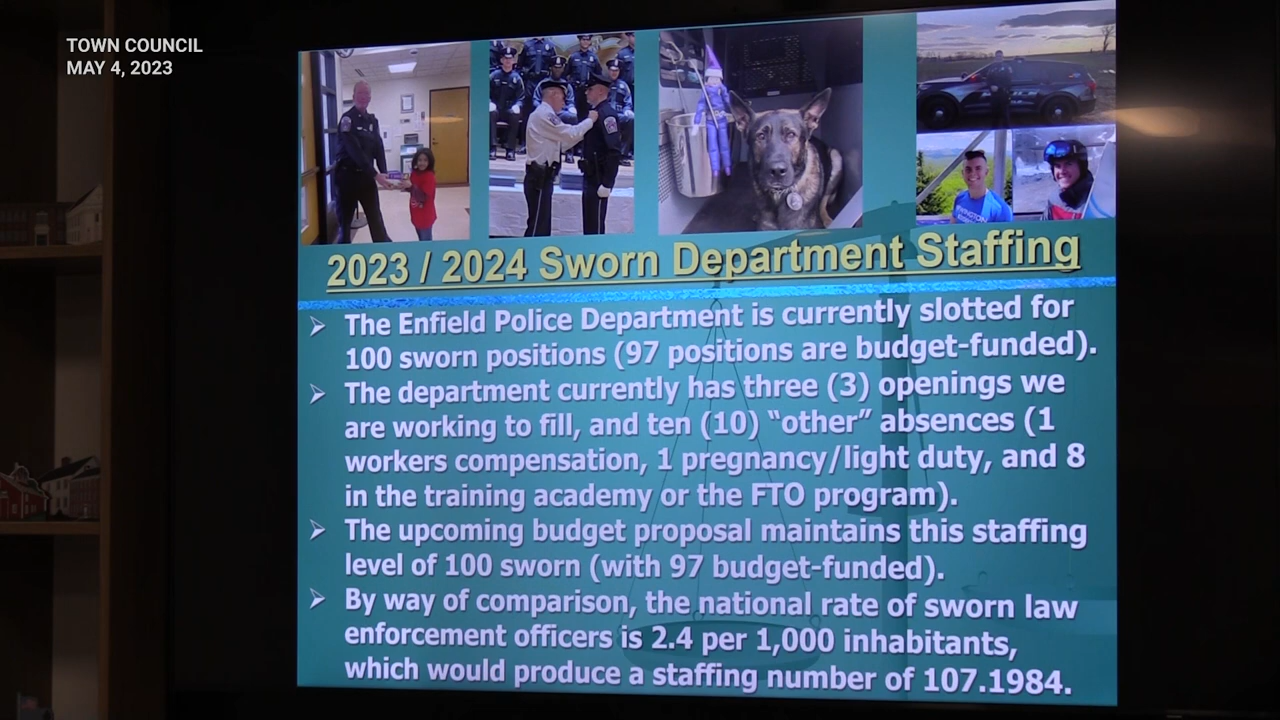 TOWN COUNCIL
MAY 4, 2023
2023 / 2024 Sworn Department Staffing
➢ The Enfield Police Department is currently slotted for
100 sworn positions (97 positions are budget-funded).
➢ The department currently has three (3) openings we
are working to fill, and ten (10) “other” absences (1
workers compensation, 1 pregnancy/light duty, and 8
in the training academy or the FTO program).
➢ The upcoming budget proposal maintains this staffing
level of 100 sworn (with 97 budget-funded).
➢ By way of comparison, the national rate of sworn law
enforcement officers is 2.4 per 1,000 inhabitants,
which would produce a staffing number of 107.1984.